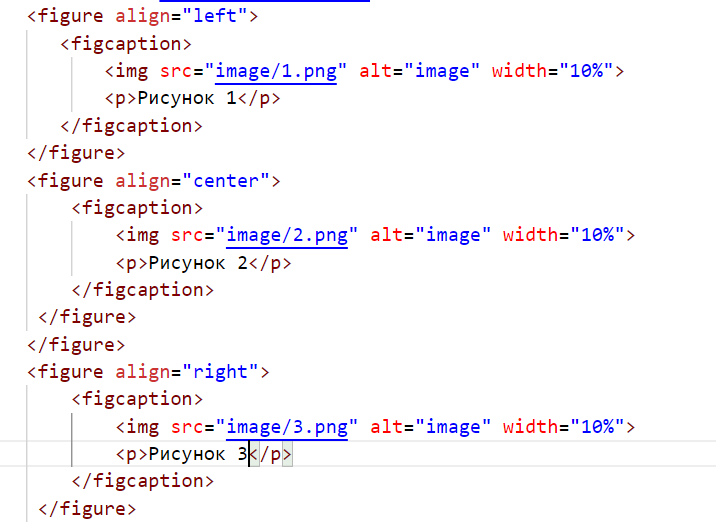 <figure align="left">
<figcaption>
<img src="image/1.png" alt="image" width="10%">
<p>Рисунок 1</p>
</figcaption>
</figure>
<figure align="center">
<figcaption>
<img src="image/2.png" alt="image" width="10%">
<p>Рисунок 2</p>
</figcaption>
</figure>
</figure>
<figure align="right">
<figcaption>
<img src="image/3.png" alt="image" width="10%">
<p>Рисунок 3</p>
</figcaption>
</figure>